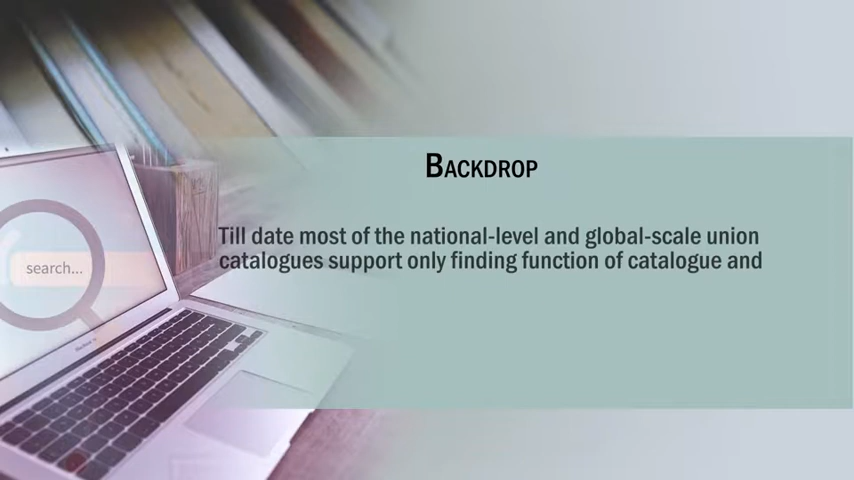 BACKDROP
Till date most of the national-level and global-scale union
catalogues support only finding function of catalogue and
search...